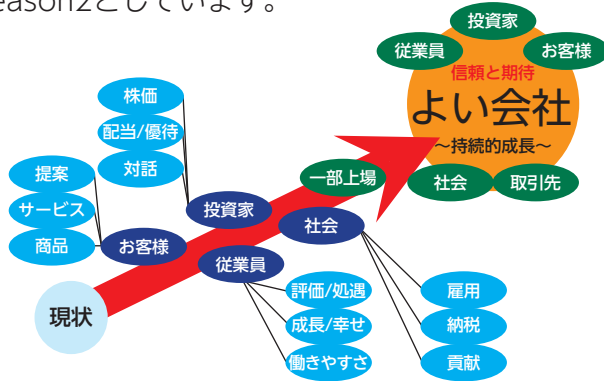 eason2としています。
投資家
従業員
お客様
信頼と期待
よい会社
～持続的成長～
社会
取引先
一部上場
株価
配当/優待
対話
投資家
提案
サービス
商品
お客様
社会
従業員
評価/処遇
成長/幸せ
働きやすさ
雇用
納税
貢献
現状